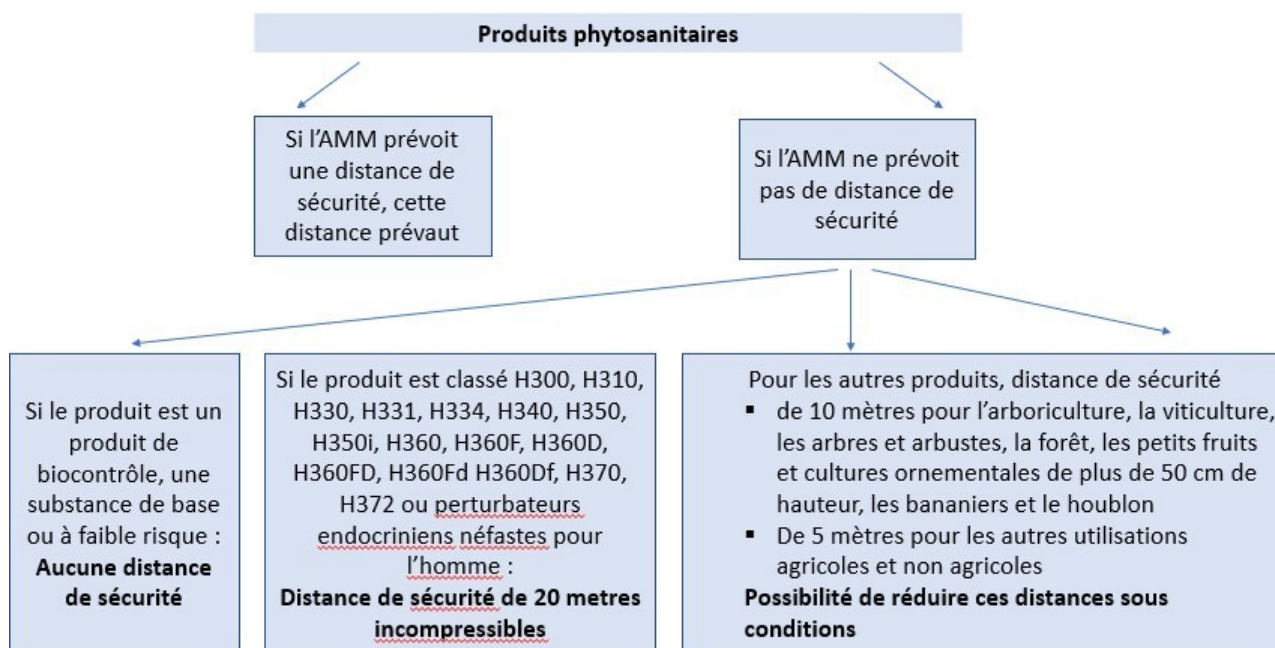 Produits phytosanitaires
Si l’AMM prévoit
une distance de
sécurité, cette
distance prévaut
Si l’AMM ne prévoit
pas de distance de
sécurité
Si le produit est un
produit de
biocontrôle, une
substance de base
ou à faible risque :
Aucune distance
de sécurité
Si le produit est classé H300, H310,
H330, H331, H334, H340, H350,
H350i, H360, H360F, H360D,
H360FD, H360Fd H360Df, H370,
H372 ou perturbateurs
endocriniens néfastes pour
l’homme :
Distance de sécurité de 20 metres
incompressibles
Pour les autres produits, distance de sécurité
▪ de 10 mètres pour l’arboriculture, la viticulture,
les arbres et arbustes, la forêt, les petits fruits
et cultures ornementales de plus de 50 cm de
hauteur, les bananiers et le houblon
▪ De 5 mètres pour les autres utilisations
agricoles et non agricoles
Possibilité de réduire ces distances sous
conditions